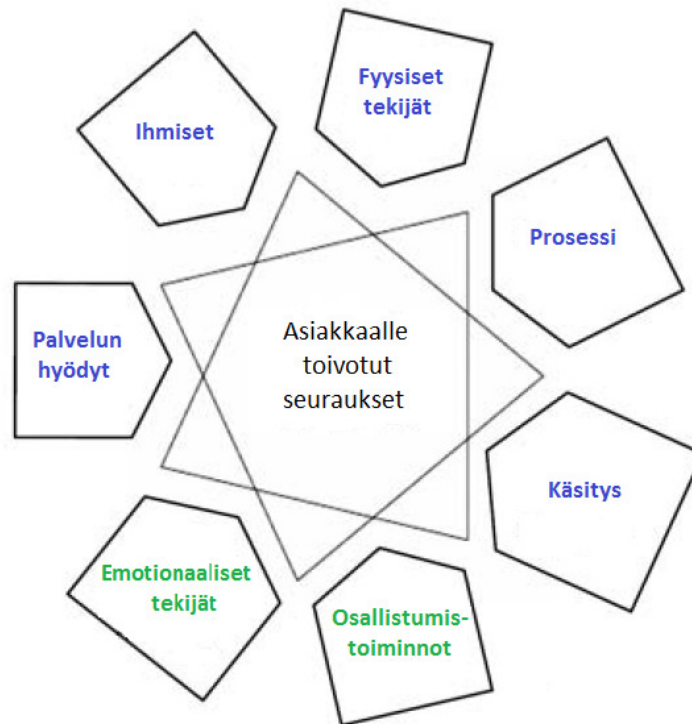 Fyysiset
tekijät
Ihmiset
Prosessi
Palvelun
hyödyt
Asiakkaalle
toivotut
seuraukset
Käsitys
Emotionaaliset
tekijät
Osallistumis-
toiminnot